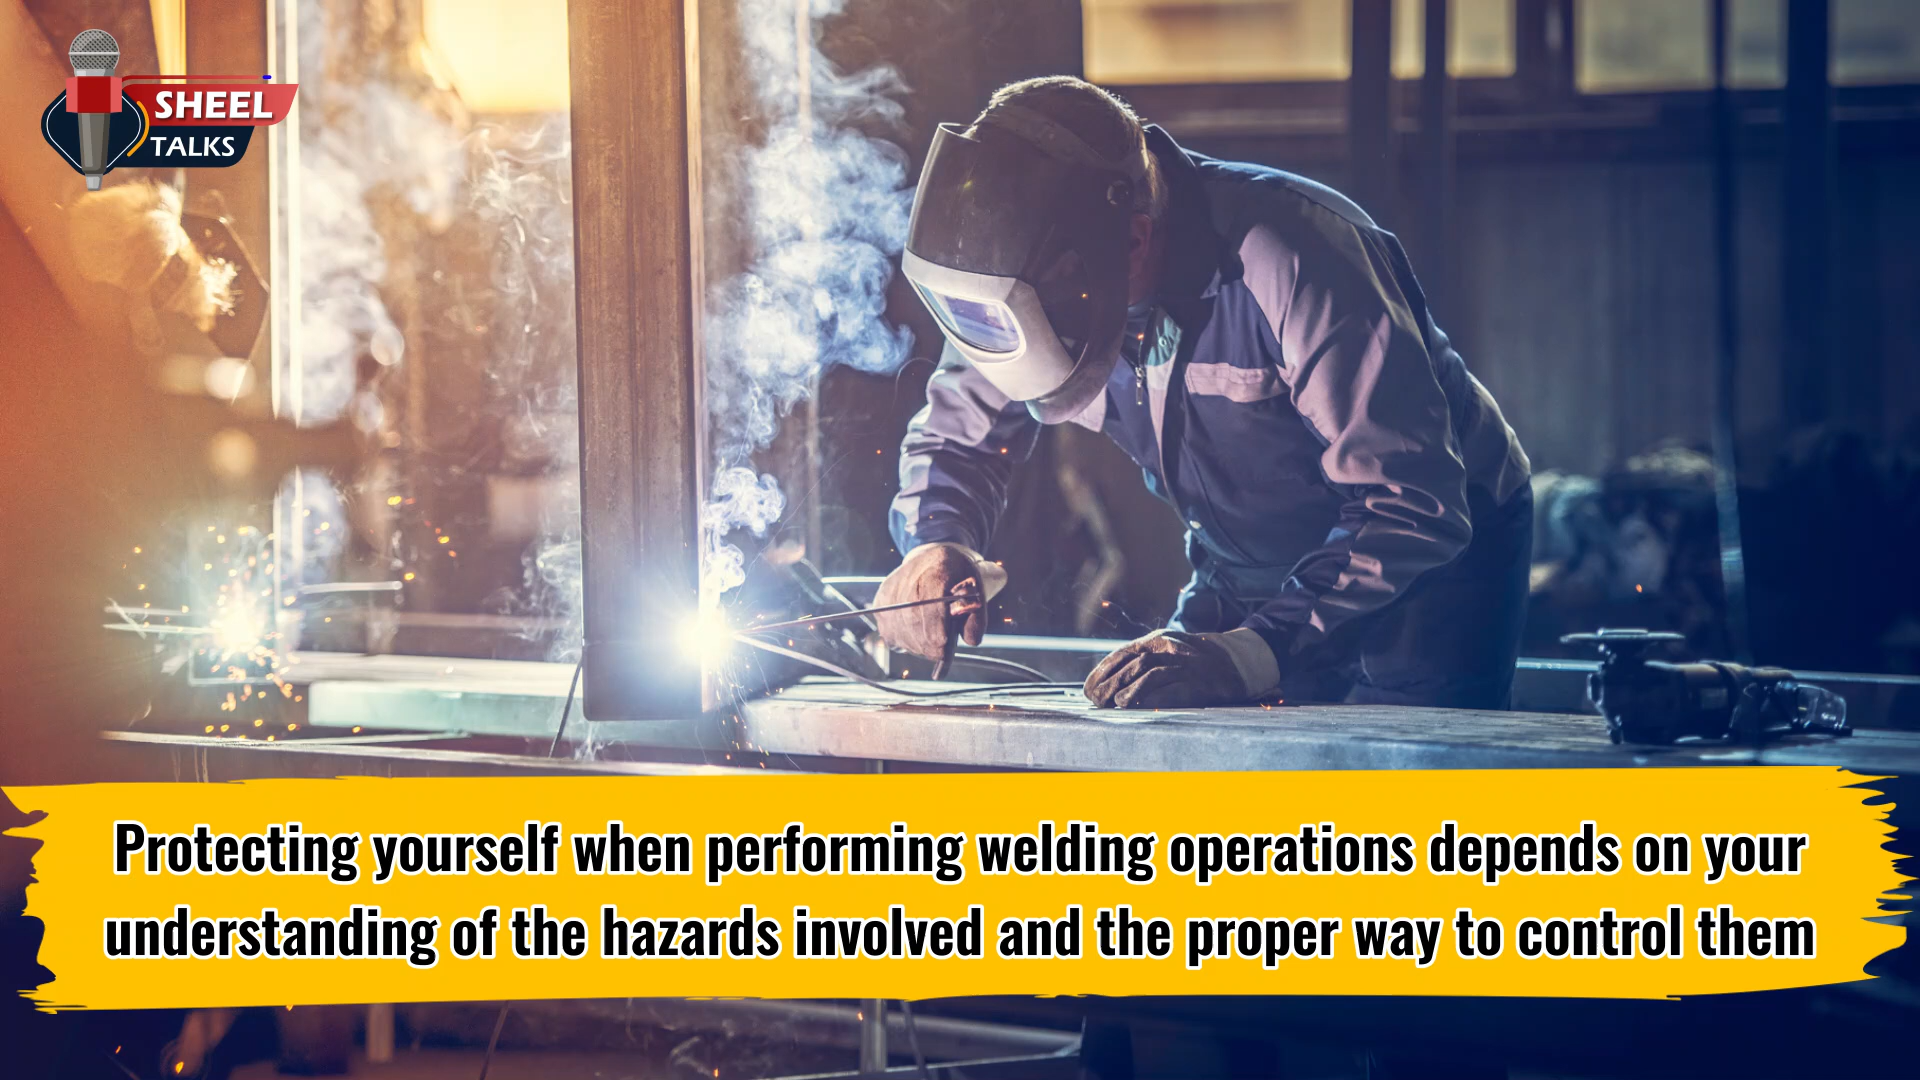 SHEEL
TALKS
Protecting yourself when performing welding operations depends on your
understanding of the hazards involved and the proper way to control them